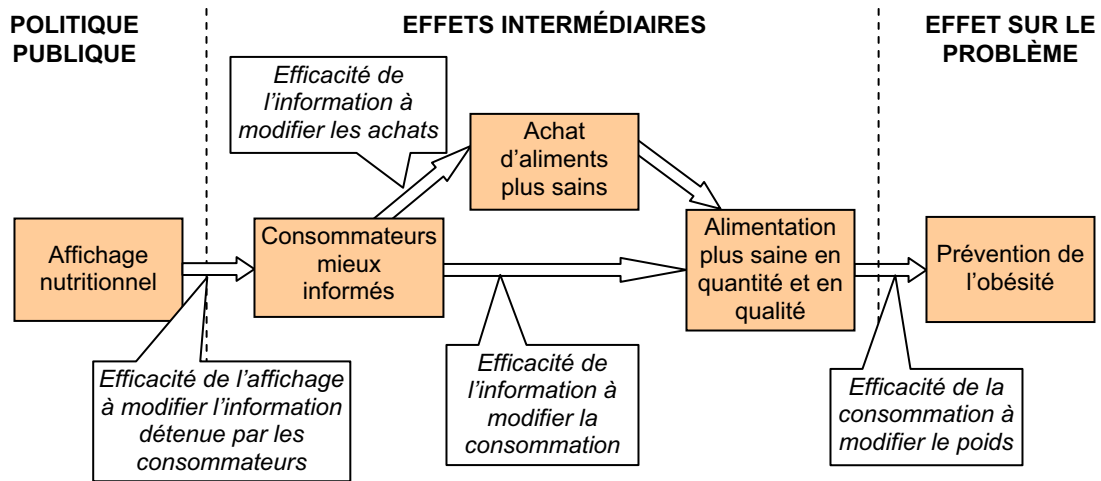 POLITIQUE
PUBLIQUE
EFFETS INTERMÉDIAIRES
EFFET SUR LE
PROBLÈME
Efficacité de
l’information à
modifier les achats
Achat
d’aliments
plus sains
Affichage
nutritionnel
Consommateurs
mieux
informés
Alimentation
plus saine en
quantité et en
qualité
Prévention de
l’obésité
Efficacité de l’affichage
à modifier l’information
détenue par les
consommateurs
Efficacité de
l’information à
modifier la
consommation
Efficacité de la
consommation à
modifier le poids